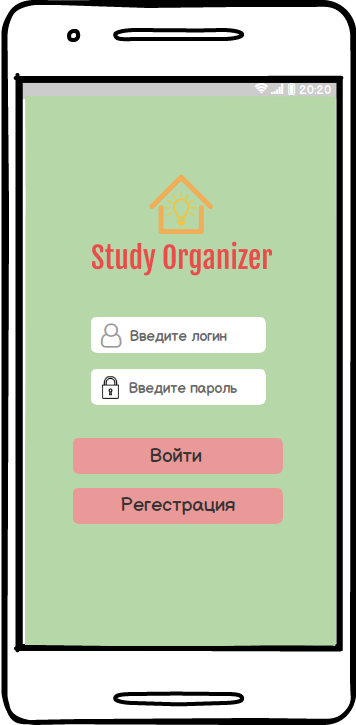 20:20
Study Organizer
Введите логин
Введите пароль
Войти
Регестрация